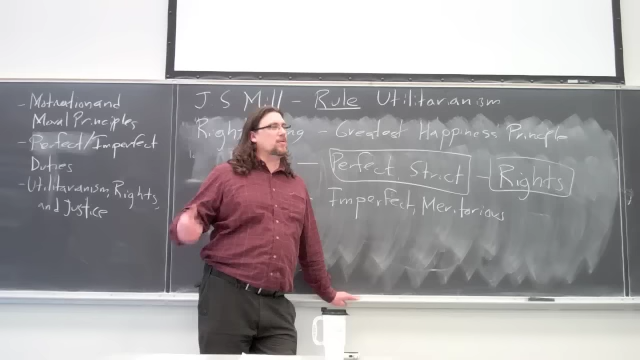 - Motivation and
Moral Principles
- Perfect/Imperfect
Duties
- Utilitarianism, Rights,
and Justice
J S Mill - Rule Utilitarianism
- Greatest Happiness Principle
- Perfect, Strict - Rights
Imperfect, Meritorious